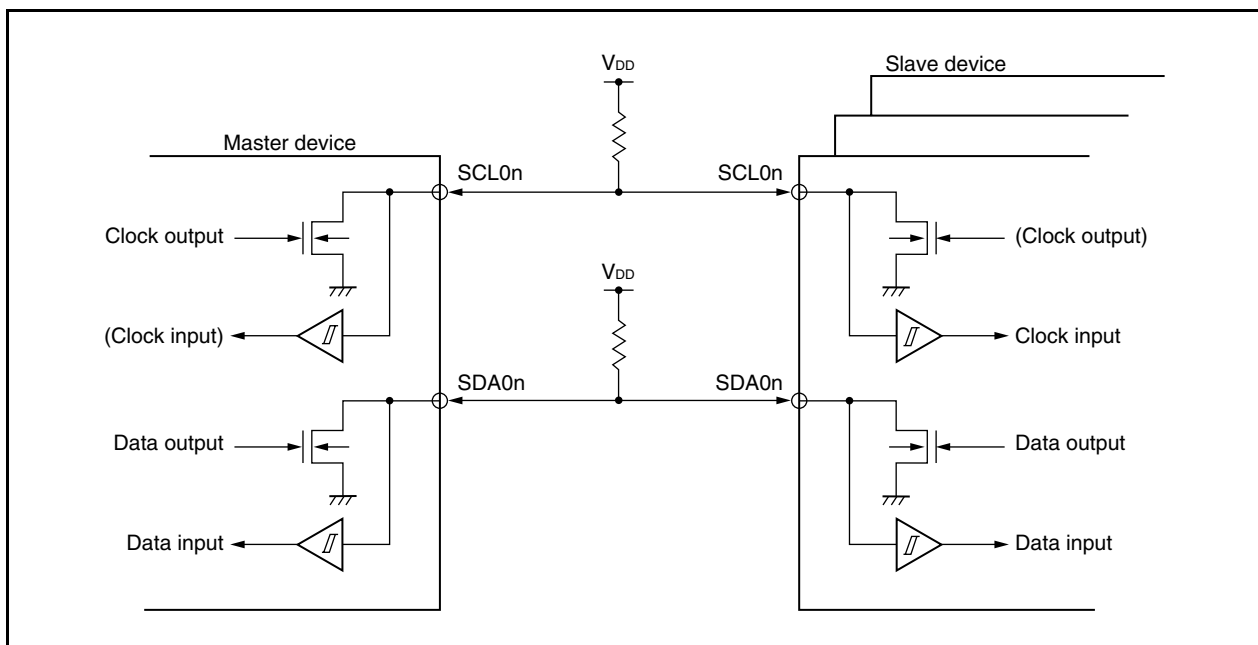 VDD
Slave device
Master device
SCL0n
SCL0n
Clock output
(Clock output)
VDD
(Clock input)
Clock input
SDA0n
SDA0n
Data output
Data output
Data input
Data input